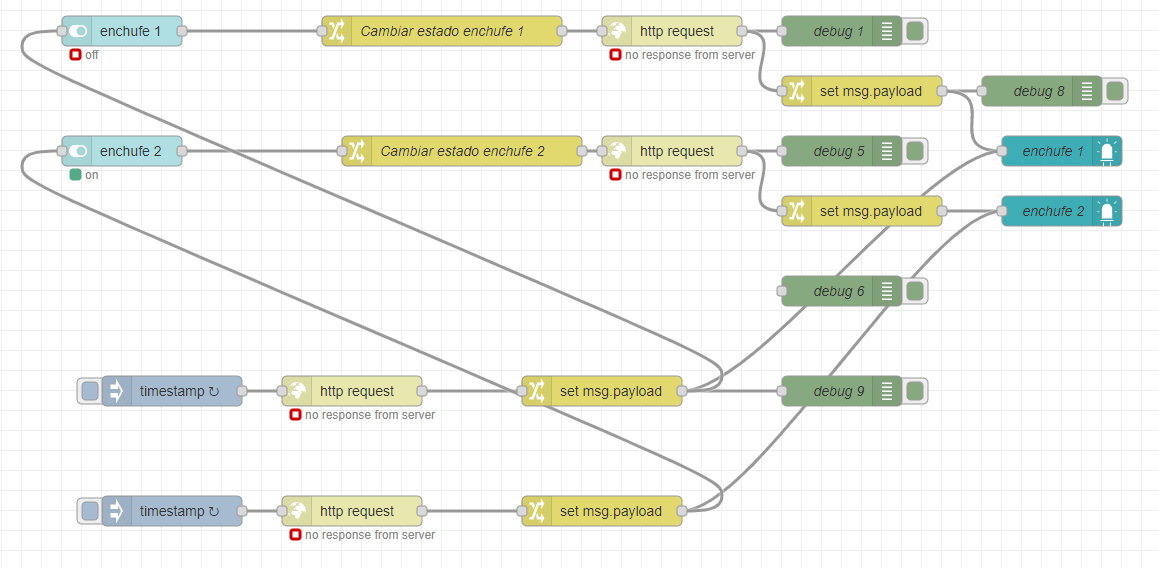 enchufe 1
Cambiar estado enchufe 1
http request
debug 1
off
no response from server
set msg.payload
debug 8
enchufe 2
Cambiar estado enchufe 2
http request
debug 5
enchufe 1
on
no response from server
set msg.payload
enchufe 2
debug 6
timestamp ↻
http request
set msg.payload
debug 9
no response from server
timestamp ↻
http request
set msg.payload
no response from server